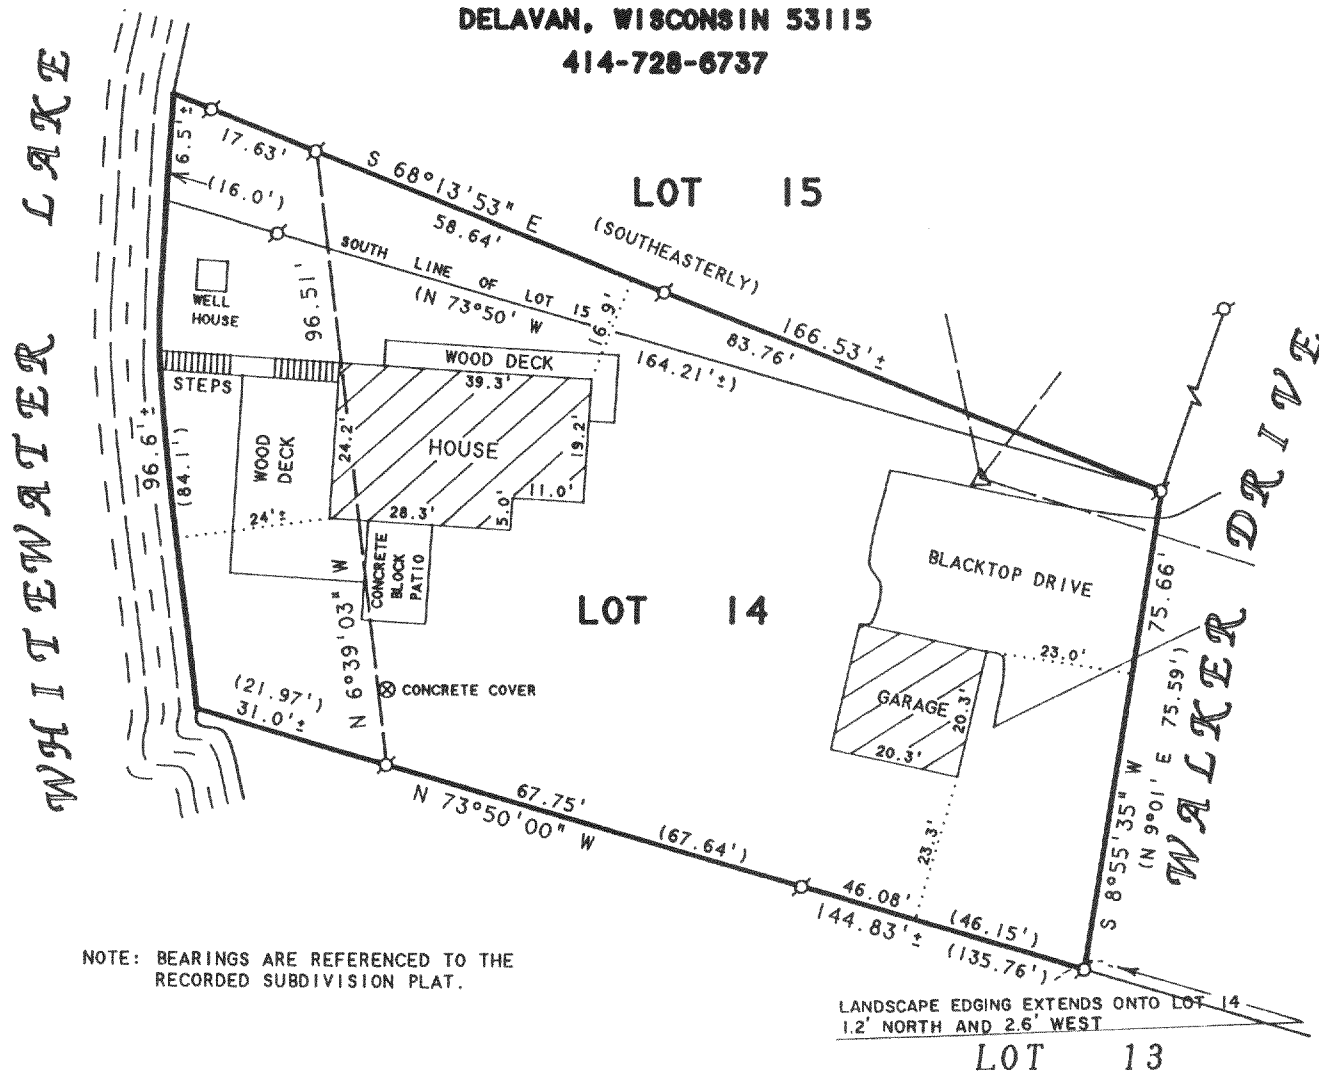 DELAVAN, WISCONSIN 53115
414-728-6737
WHITEWATER LAKE
16.5'±
17.63'
(16.0')
S 68°13'53" E
58.64'
(SOUTHEASTERLY)
LOT 15
166.53'±
83.76'
SOUTH LINE OF LOT 15
(N 73°50' W
164.21'±)
16.9'
96.51'
WELL
HOUSE
STEPS
WOOD DECK
39.3'
HOUSE
24.2'
19.2'
11.0'
5.0'
28.3'
WOOD
DECK
24'±
96.6'±
(84.1')
CONCRETE
BLOCK
PATIO
N 6°39'03" W
CONCRETE COVER
LOT 14
BLACKTOP DRIVE
23.0'
GARAGE
20.3'
20.3'
23.3'
75.66'
S 8°55'35" W
(N 9°01' E 75.59')
WALKER DRIVE
(21.97')
31.0'±
67.75'
N 73°50'00" W
(67.64')
46.08'
(46.15')
144.83'±
(135.76')
NOTE: BEARINGS ARE REFERENCED TO THE
RECORDED SUBDIVISION PLAT.
LANDSCAPE EDGING EXTENDS ONTO LOT 14
1.2' NORTH AND 2.6' WEST
LOT 13